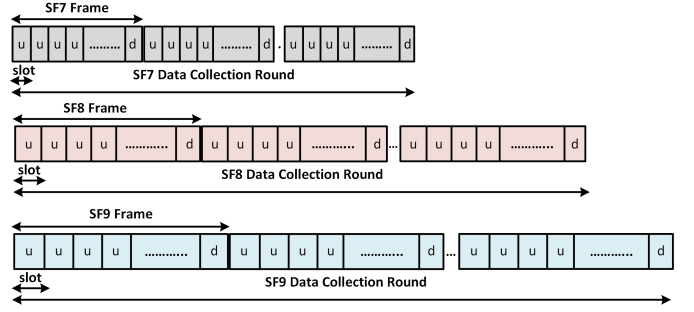 SF7 Frame
u u u u ......... d u u u u ......... d . u u u u ......... d
slot
SF7 Data Collection Round
SF8 Frame
u u u u ............ d u u u u ............ d ... u u u u ............ d
slot
SF8 Data Collection Round
SF9 Frame
u u u u ........... d u u u u ........... d ... u u u u ........... d
slot
SF9 Data Collection Round